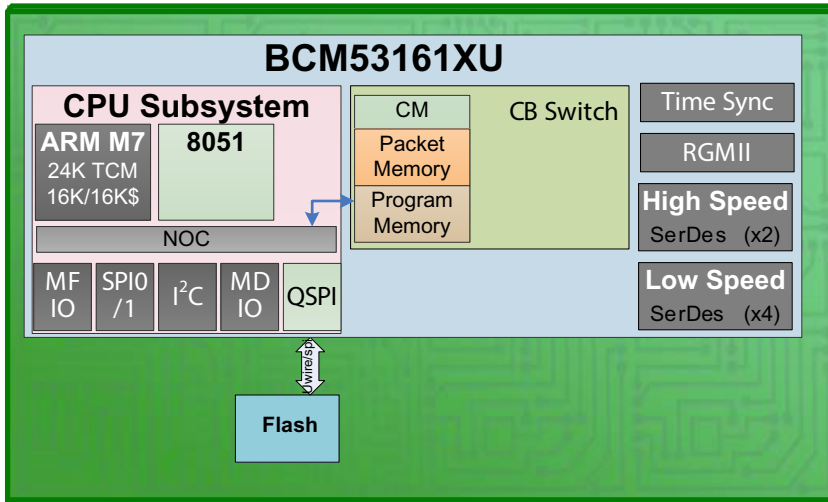 BCM53161XU
CPU Subsystem
ARM M7
24K TCM
16K/16K$
8051
NOC
MF
IO
SPI0
/1
I²C
MD
IO
QSPI
CM
Packet
Memory
Program
Memory
CB Switch
Time Sync
RGMII
High Speed
SerDes (x2)
Low Speed
SerDes (x4)
Uwire/spi
Flash